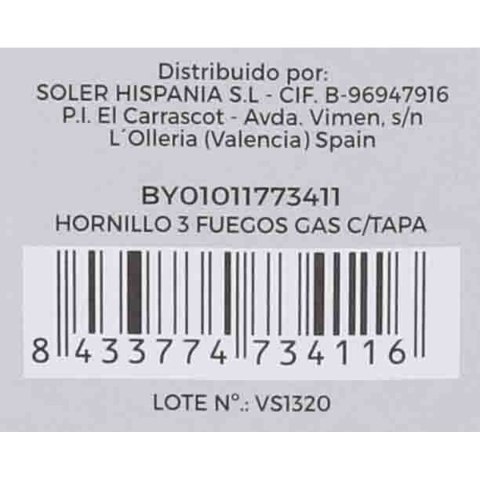 Distribuido por:
SOLER HISPANIA S.L - CIF. B-96947916
P.I. El Carrascot - Avda. Vimen, s/n
L´Olleria (Valencia) Spain
BY01011773411
HORNILLO 3 FUEGOS GAS C/TAPA
8 433774 734116
LOTE Nº.: VS1320